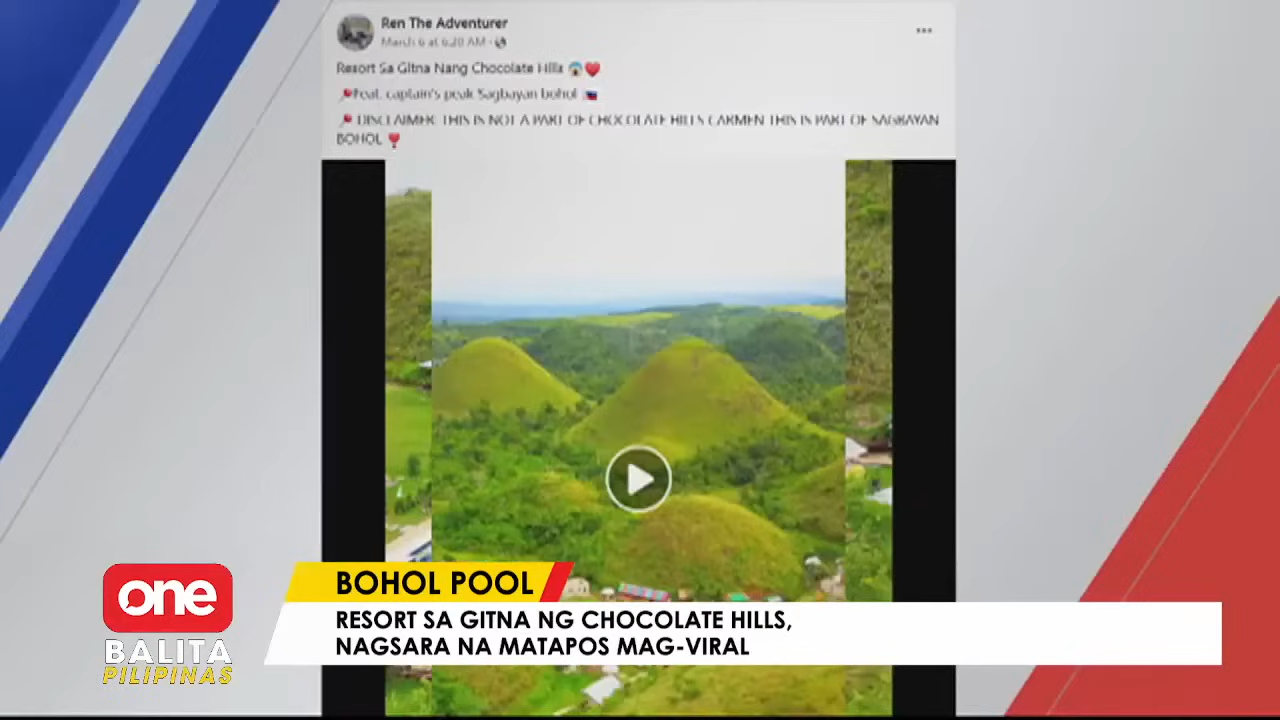 Ren The Adventurer
March 6 at 6:20 AM
Resort Sa Gitna Nang Chocolate Hills
Feat. captain's peak Sagbayan bohol
DISCLAIMER: THIS IS NOT A PART OF CHOCOLATE HILLS CARMEN THIS IS PART OF SAGBAYAN
BOHOL
BOHOL POOL
RESORT SA GITNA NG CHOCOLATE HILLS,
NAGSARA NA MATAPOS MAG-VIRAL
one
BALITA
PILIPINAS